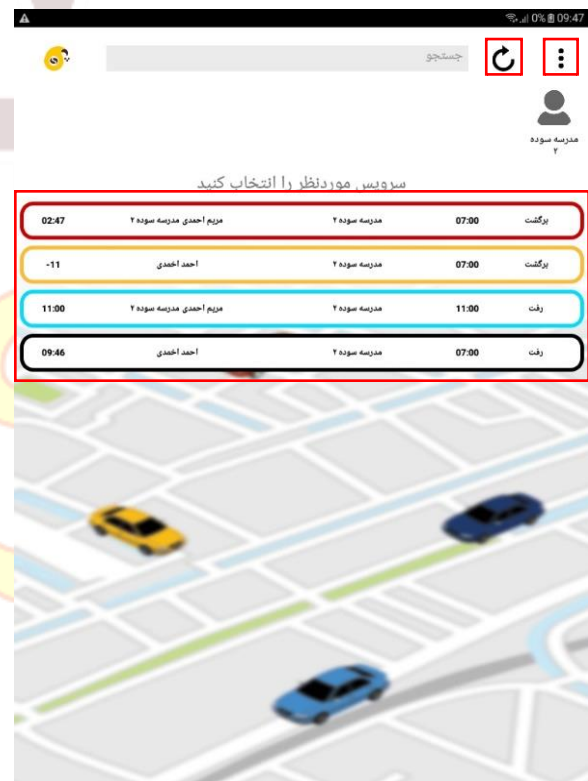 0% 09:47
جستجو
مدرسه سوده
۲
سرویس موردنظر را انتخاب کنید
برگشت 07:00 مدرسه سوده ۲ مریم احمدی مدرسه سوده ۲ 02:47
برگشت 07:00 مدرسه سوده ۲ احمد احمدی -11
رفت 11:00 مدرسه سوده ۲ مریم احمدی مدرسه سوده ۲ 11:00
رفت 07:00 مدرسه سوده ۲ احمد احمدی 09:46